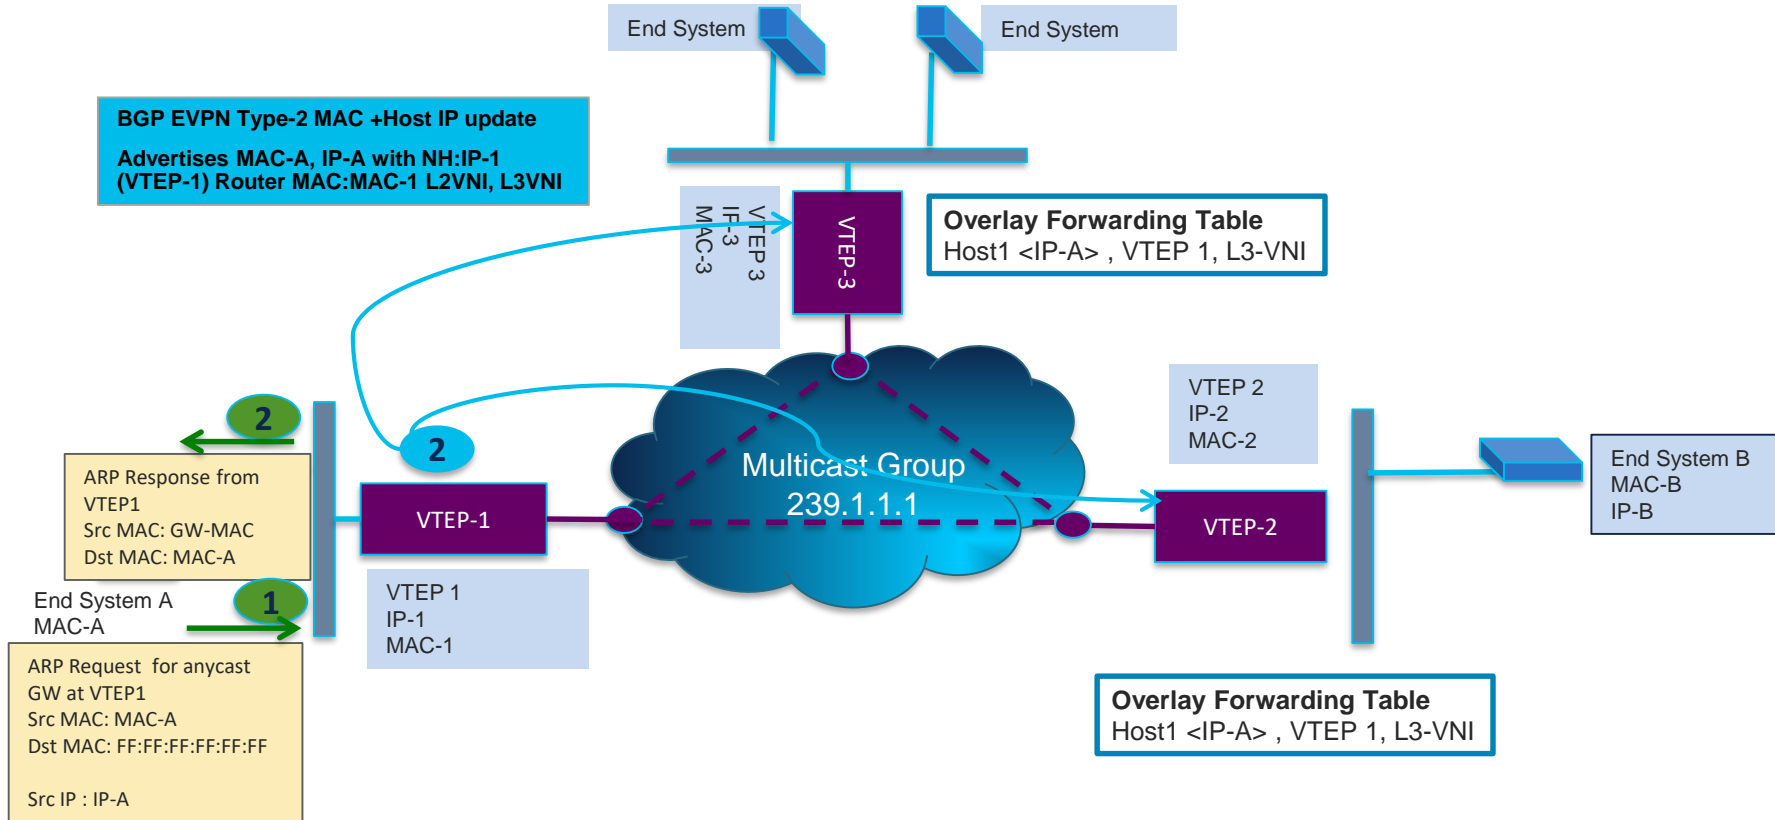 End System
End System
BGP EVPN Type-2 MAC +Host IP update
Advertises MAC-A, IP-A with NH:IP-1
(VTEP-1) Router MAC:MAC-1 L2VNI, L3VNI
VTEP 3
IP-3
MAC-3
VTEP-3
Overlay Forwarding Table
Host1 <IP-A> , VTEP 1, L3-VNI
2
ARP Response from
VTEP1
Src MAC: GW-MAC
Dst MAC: MAC-A
2
VTEP-1
Multicast Group
239.1.1.1
VTEP 2
IP-2
MAC-2
VTEP-2
End System B
MAC-B
IP-B
End System A
MAC-A
1
VTEP 1
IP-1
MAC-1
ARP Request  for anycast
GW at VTEP1
Src MAC: MAC-A
Dst MAC: FF:FF:FF:FF:FF:FF
Src IP : IP-A
Overlay Forwarding Table
Host1 <IP-A> , VTEP 1, L3-VNI